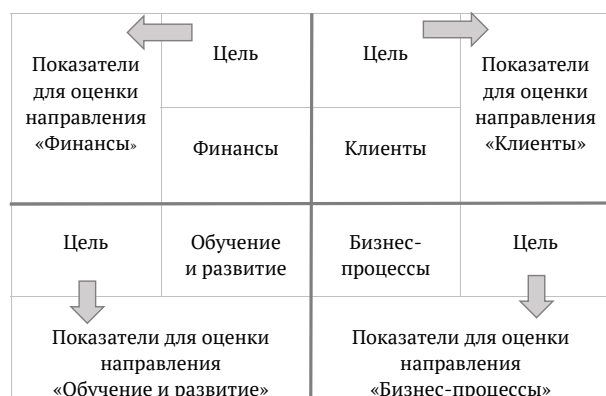 Показатели
для оценки
направления
«Финансы»
Цель
Финансы
Цель
Клиенты
Показатели
для оценки
направления
«Клиенты»
Цель
Обучение
и развитие
Бизнес-
процессы
Цель
Показатели для оценки
направления
«Обучение и развитие»
Показатели для оценки
направления
«Бизнес-процессы»